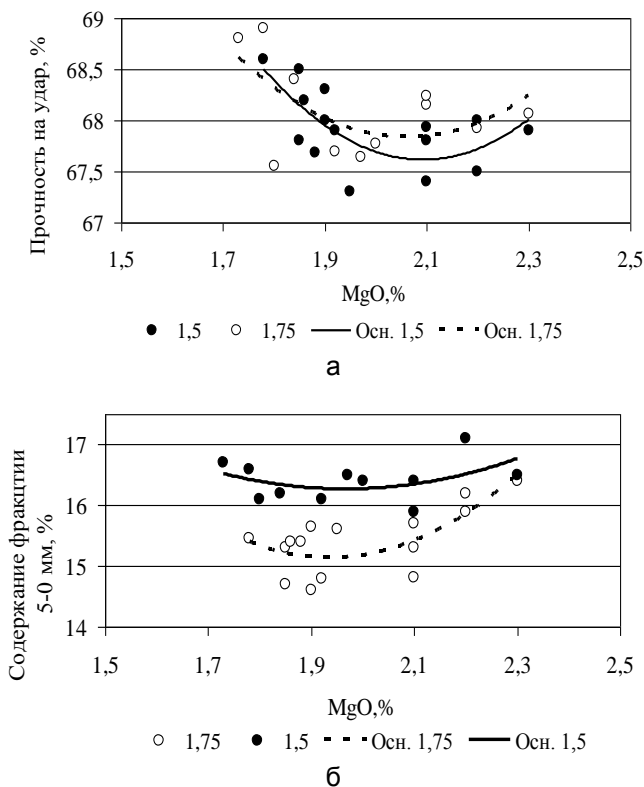 69
68,5
68
67,5
67
Прочность на удар, %
1,5 1,7 1,9 2,1 2,3 2,5
MgO,%
1,5 1,75 Осн. 1,5 Осн. 1,75
а
17
16
15
14
Содержание фракцтии
5-0 мм, %
1,5 1,7 1,9 2,1 2,3 2,5
MgO,%
1,75 1,5 Осн. 1,75 Осн. 1,5
б